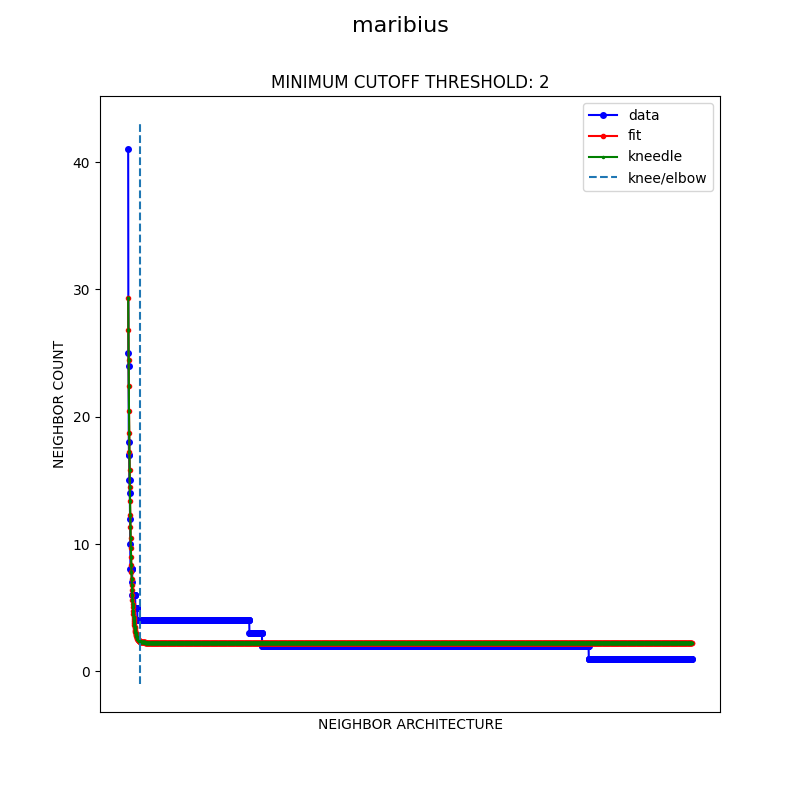 maribius
MINIMUM CUTOFF THRESHOLD: 2
data
fit
kneedle
knee/elbow
40
30
20
10
0
NEIGHBOR COUNT
NEIGHBOR ARCHITECTURE